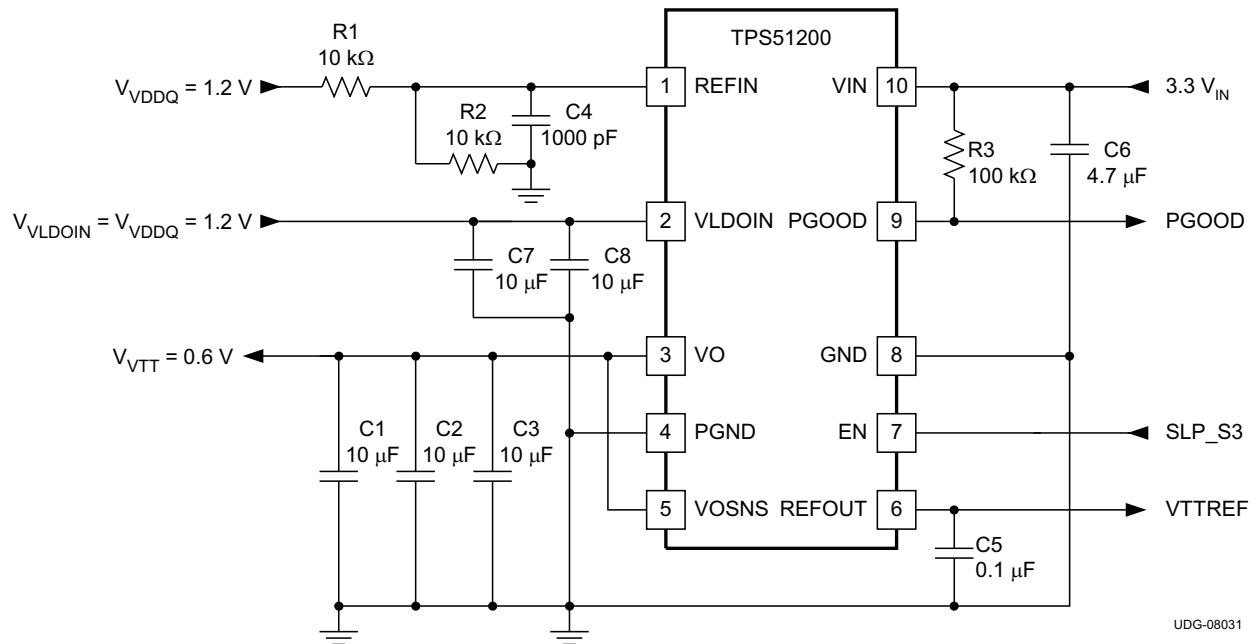 TPS51200
R1
10 kΩ
V_VDDQ = 1.2 V
1 REFIN
VIN 10
3.3 V_IN
R2
10 kΩ
C4
1000 pF
R3
100 kΩ
C6
4.7 μF
V_VLDOIN = V_VDDQ = 1.2 V
2 VLDOIN
PGOOD 9
PGOOD
C7
10 μF
C8
10 μF
V_VTT = 0.6 V
3 VO
GND 8
C1
10 μF
C2
10 μF
C3
10 μF
4 PGND
EN 7
SLP_S3
5 VOSNS
REFOUT 6
VTTREF
C5
0.1 μF
UDG-08031